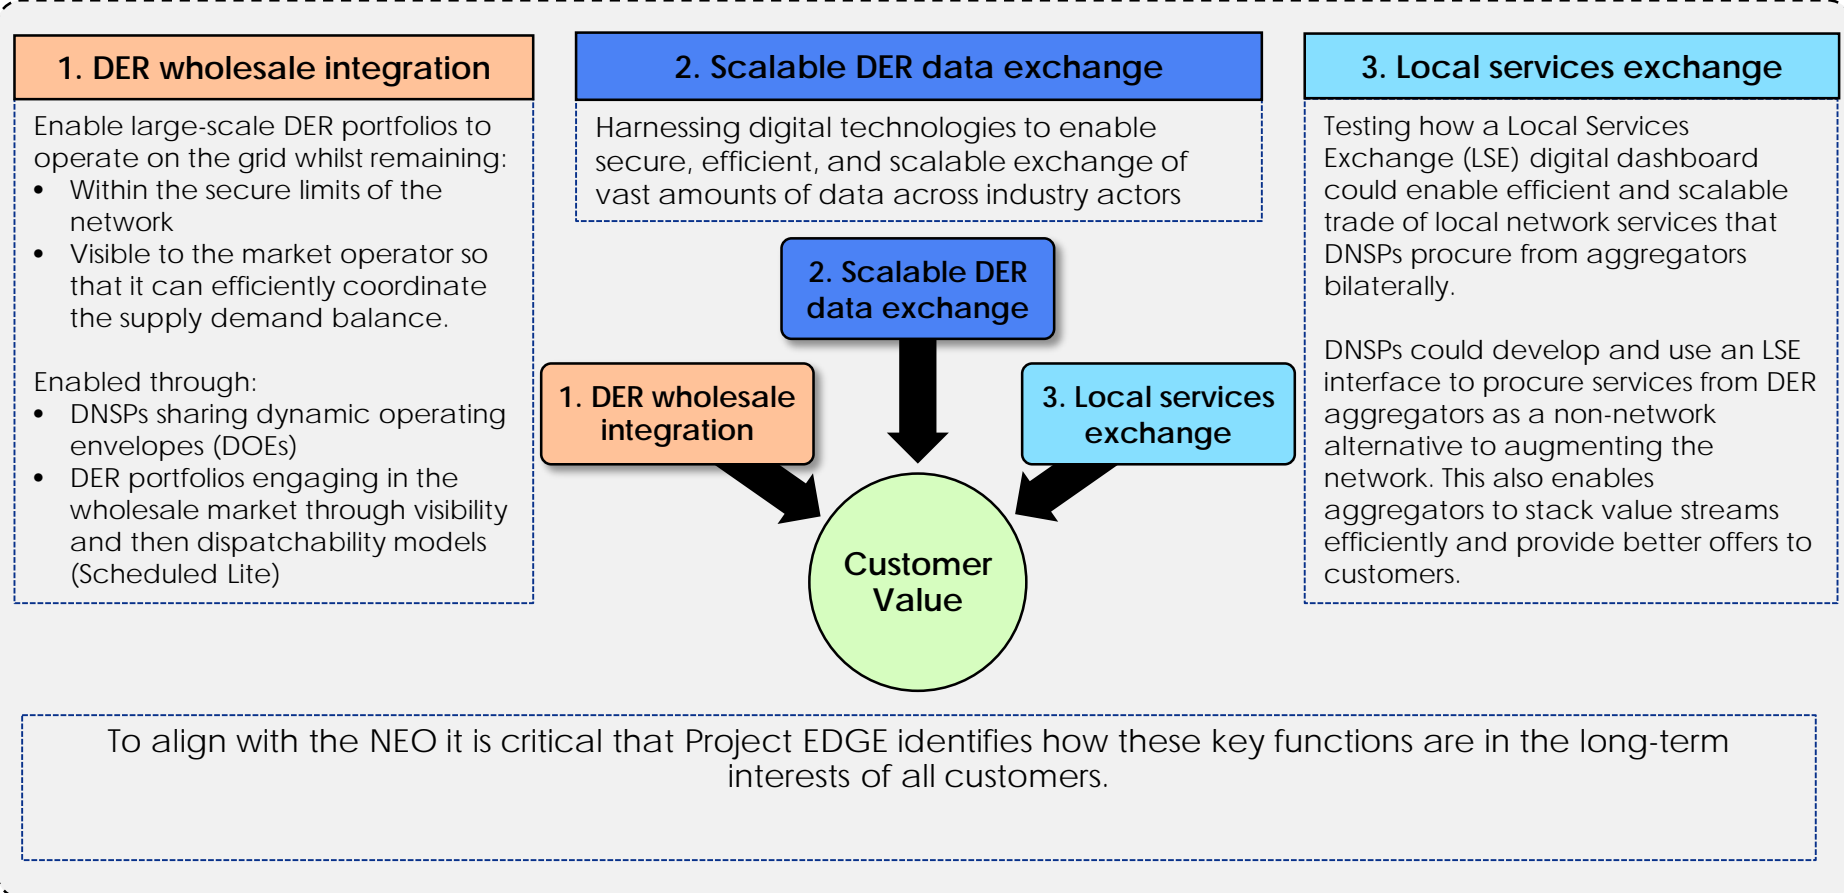 1. DER wholesale integration
Enable large-scale DER portfolios to
operate on the grid whilst remaining:
• Within the secure limits of the
network
• Visible to the market operator so
that it can efficiently coordinate
the supply demand balance.
Enabled through:
• DNSPs sharing dynamic operating
envelopes (DOEs)
• DER portfolios engaging in the
wholesale market through visibility
and then dispatchability models
(Scheduled Lite)
2. Scalable DER data exchange
Harnessing digital technologies to enable
secure, efficient, and scalable exchange of
vast amounts of data across industry actors
2. Scalable DER
data exchange
1. DER wholesale
integration
3. Local services
exchange
Customer
Value
3. Local services exchange
Testing how a Local Services
Exchange (LSE) digital dashboard
could enable efficient and scalable
trade of local network services that
DNSPs procure from aggregators
bilaterally.
DNSPs could develop and use an LSE
interface to procure services from DER
aggregators as a non-network
alternative to augmenting the
network. This also enables
aggregators to stack value streams
efficiently and provide better offers to
customers.
To align with the NEO it is critical that Project EDGE identifies how these key functions are in the long-term
interests of all customers.